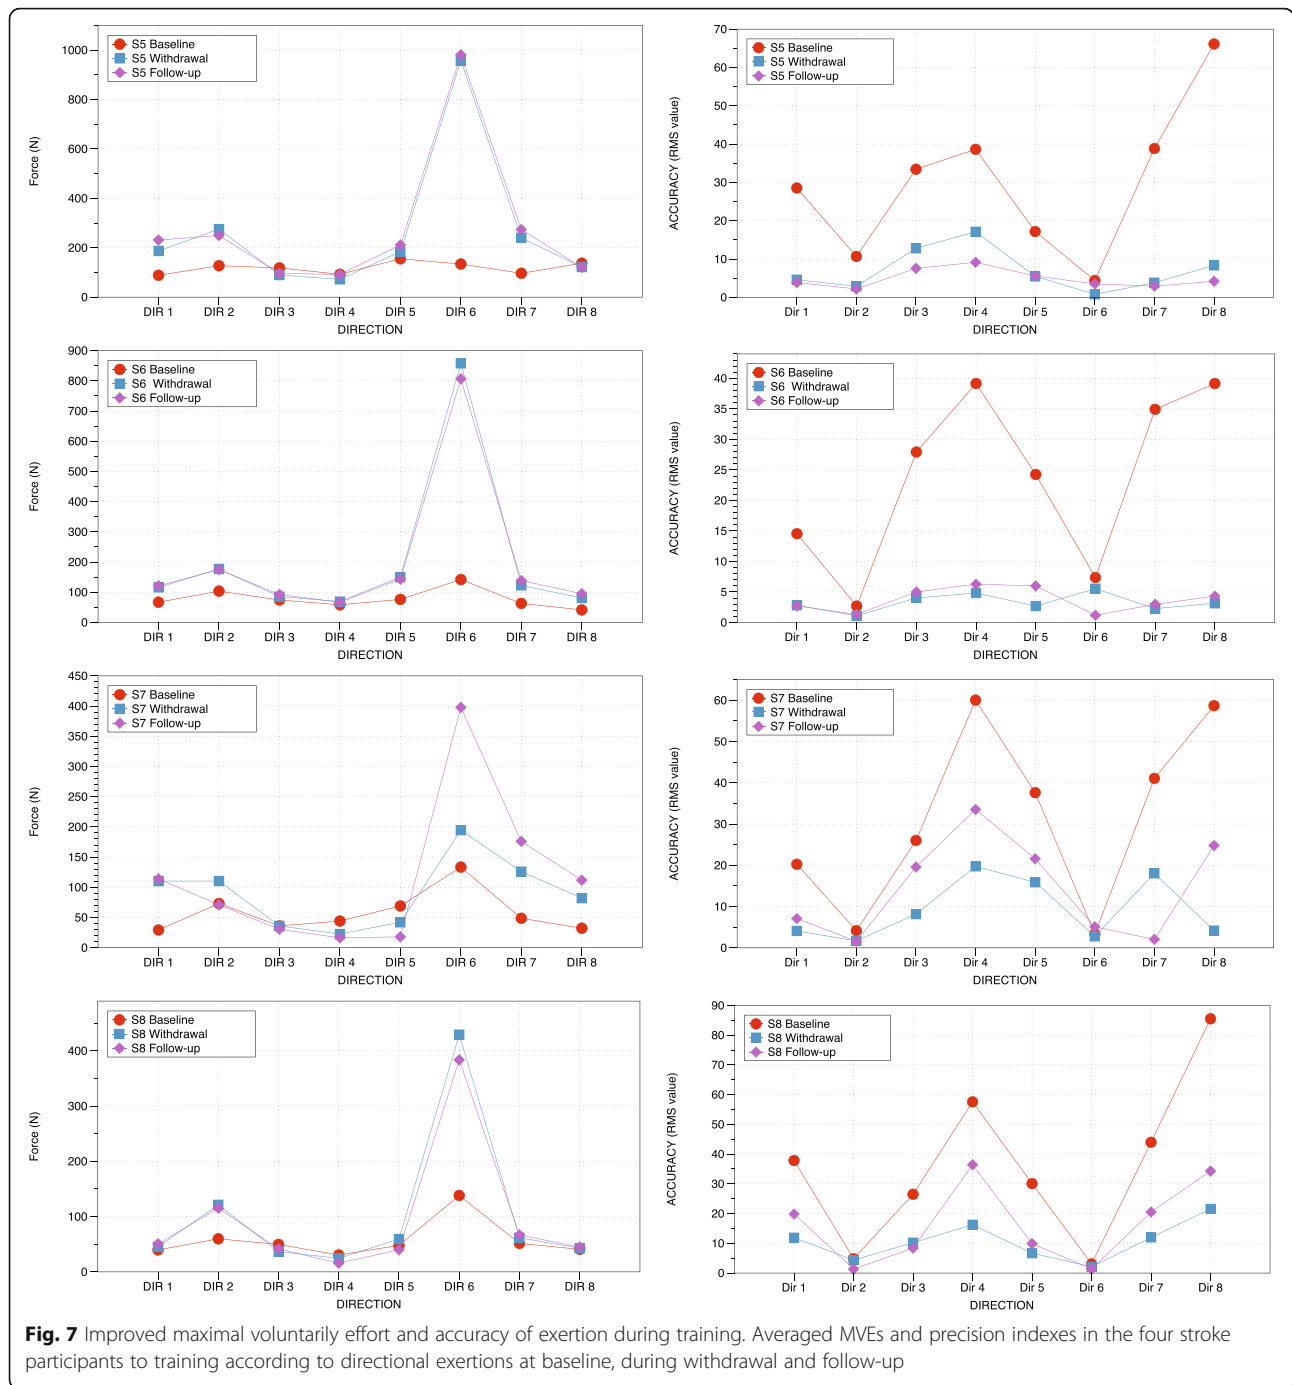 S5 Baseline
S5 Withdrawal
S5 Follow-up
Force (N)
1000
800
600
400
200
0
DIR 1 DIR 2 DIR 3 DIR 4 DIR 5 DIR 6 DIR 7 DIR 8
DIRECTION
S5 Baseline
S5 Withdrawal
S5 Follow-up
ACCURACY (RMS value)
70
60
50
40
30
20
10
0
Dir 1 Dir 2 Dir 3 Dir 4 Dir 5 Dir 6 Dir 7 Dir 8
DIRECTION
S6 Baseline
S6 Withdrawal
S6 Follow-up
Force (N)
900
800
700
600
500
400
300
200
100
0
DIR 1 DIR 2 DIR 3 DIR 4 DIR 5 DIR 6 DIR 7 DIR 8
DIRECTION
S6 Baseline
S6 Withdrawal
S6 Follow-up
ACCURACY (RMS value)
40
35
30
25
20
15
10
5
0
Dir 1 Dir 2 Dir 3 Dir 4 Dir 5 Dir 6 Dir 7 Dir 8
DIRECTION
S7 Baseline
S7 Withdrawal
S7 Follow-up
Force (N)
450
400
350
300
250
200
150
100
50
0
DIR 1 DIR 2 DIR 3 DIR 4 DIR 5 DIR 6 DIR 7 DIR 8
DIRECTION
S7 Baseline
S7 Withdrawal
S7 Follow-up
ACCURACY (RMS value)
60
50
40
30
20
10
0
Dir 1 Dir 2 Dir 3 Dir 4 Dir 5 Dir 6 Dir 7 Dir 8
DIRECTION
S8 Baseline
S8 Withdrawal
S8 Follow-up
Force (N)
400
300
200
100
0
DIR 1 DIR 2 DIR 3 DIR 4 DIR 5 DIR 6 DIR 7 DIR 8
DIRECTION
S8 Baseline
S8 Withdrawal
S8 Follow-up
ACCURACY (RMS value)
90
80
70
60
50
40
30
20
10
0
Dir 1 Dir 2 Dir 3 Dir 4 Dir 5 Dir 6 Dir 7 Dir 8
DIRECTION
Fig. 7 Improved maximal voluntarily effort and accuracy of exertion during training. Averaged MVEs and precision indexes in the four stroke
participants to training according to directional exertions at baseline, during withdrawal and follow-up